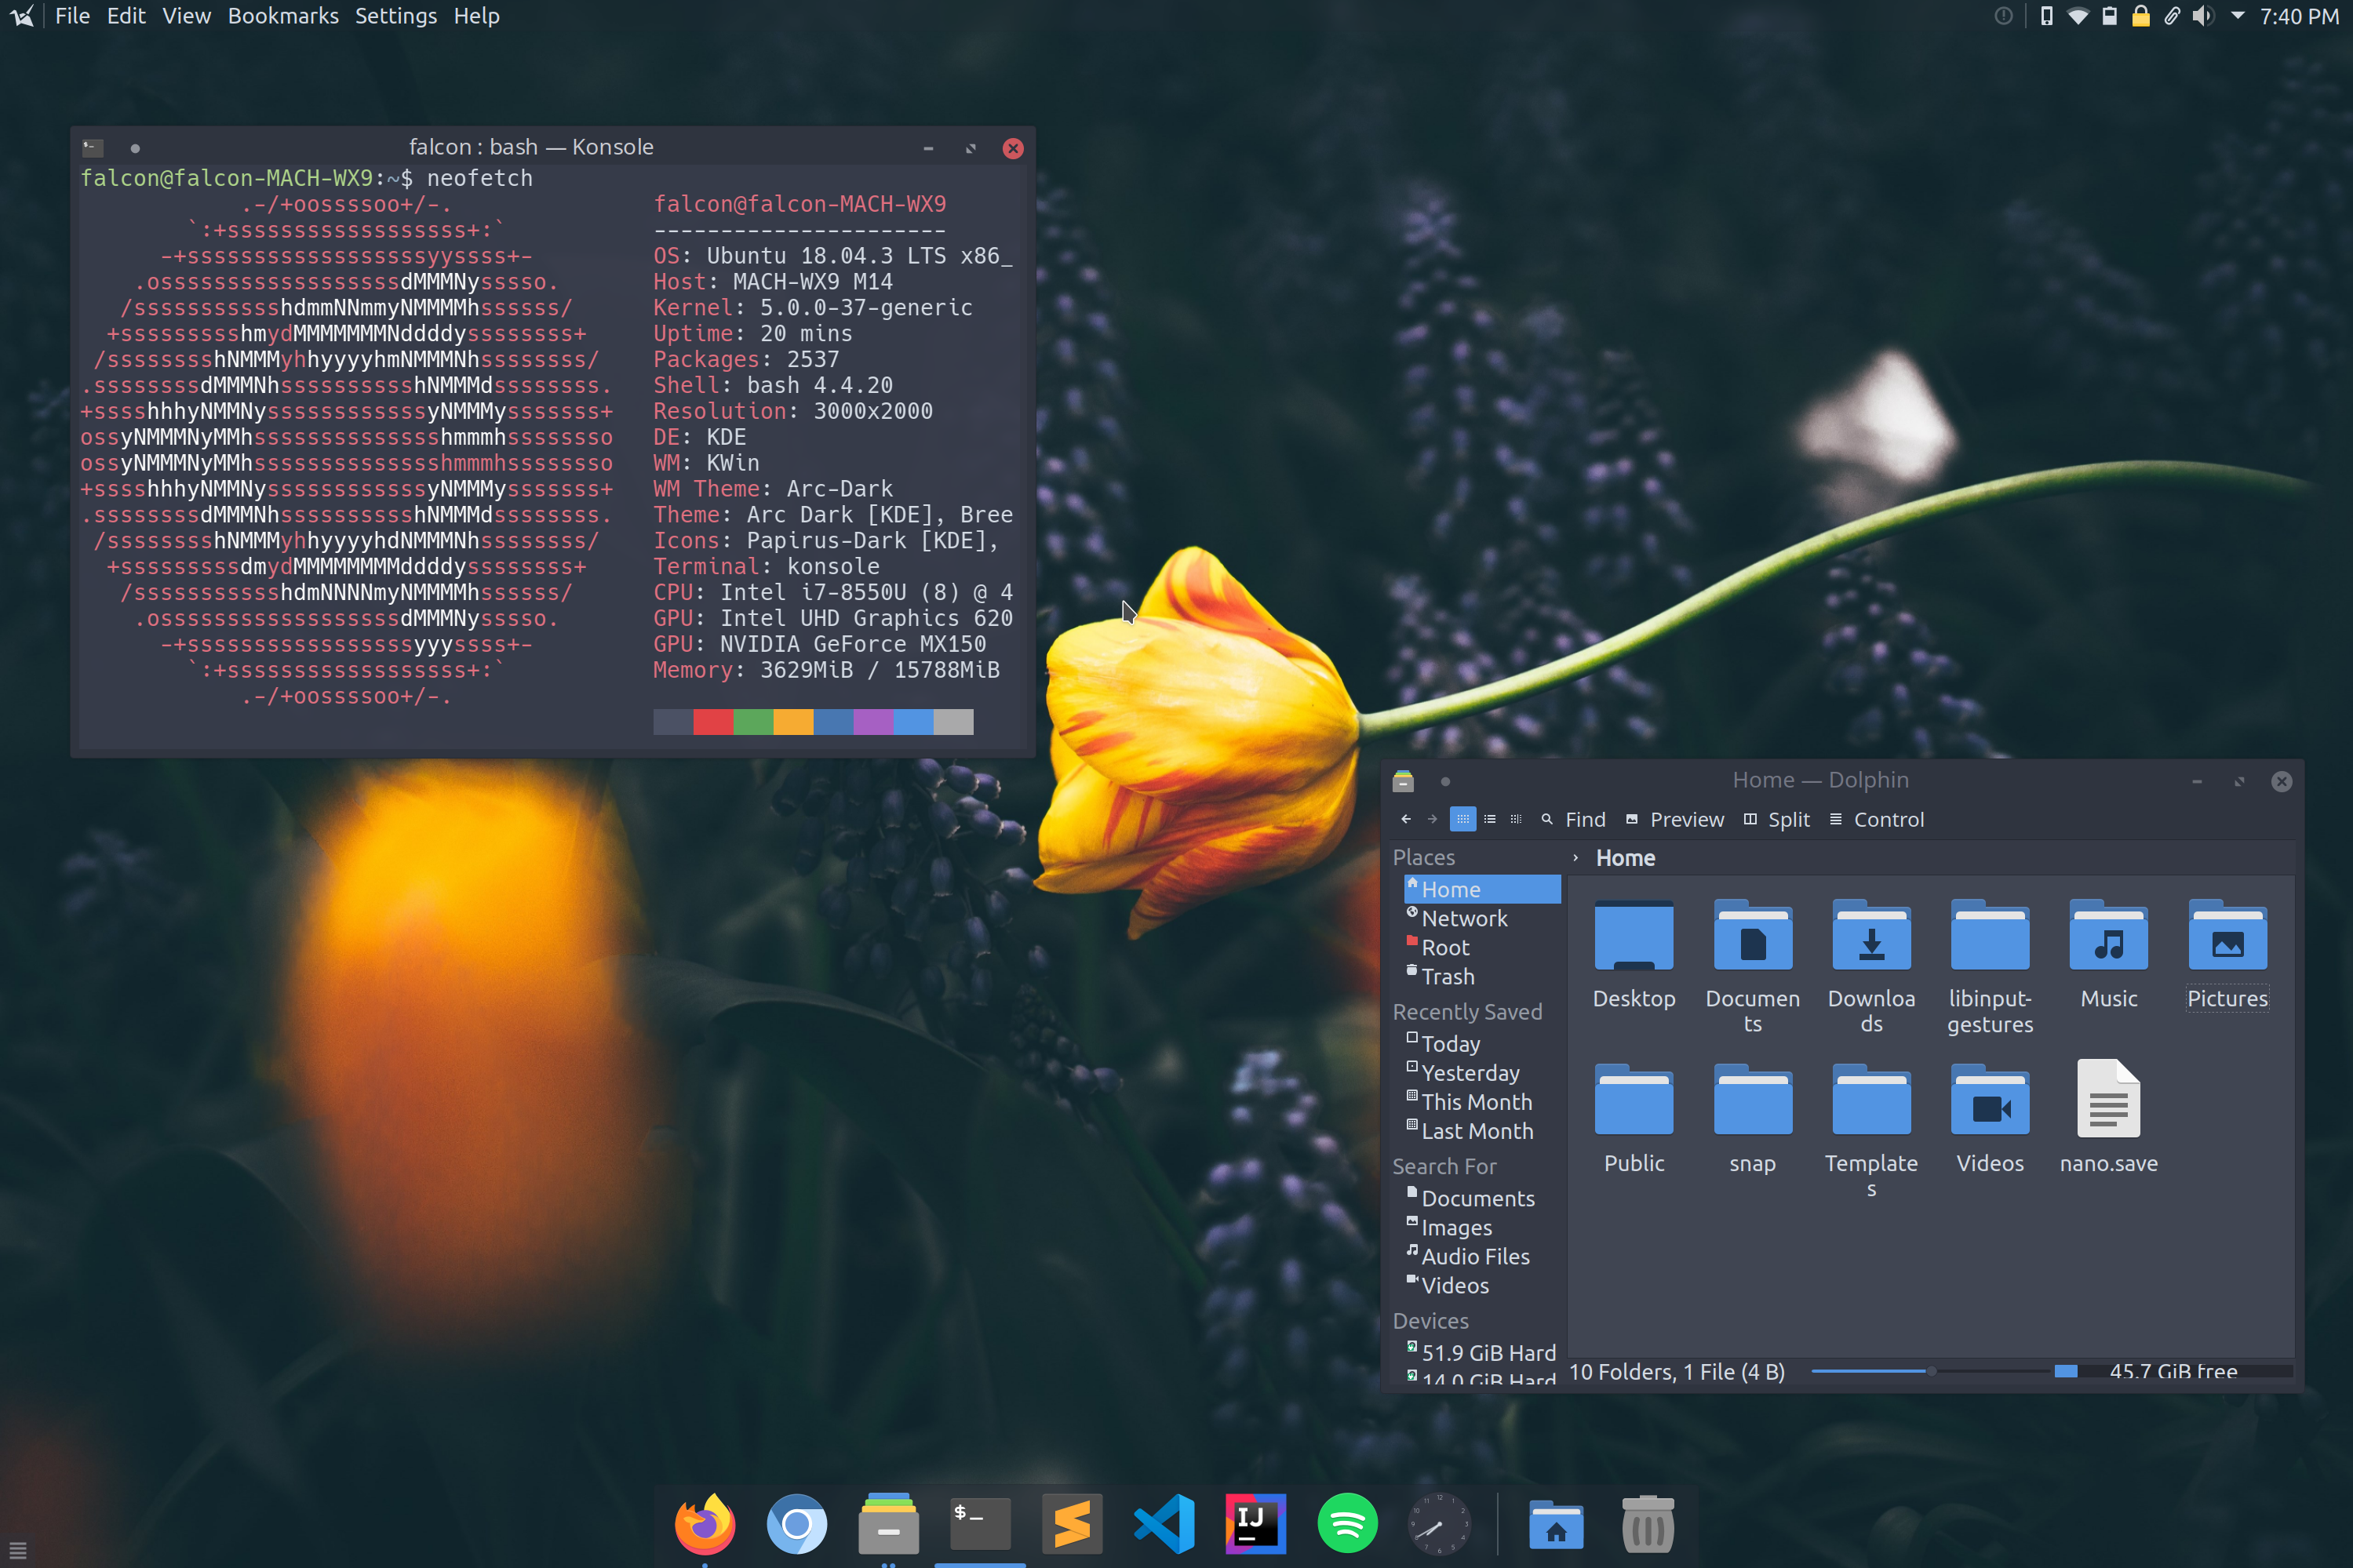 File Edit View Bookmarks Settings Help
7:40 PM
falcon : bash — Konsole
falcon@falcon-MACH-WX9:~$ neofetch
.-/+oossssoo+/-.
`:+ssssssssssssssssss+:`
-+ssssssssssssssssssyyssss+-
.ossssssssssssssssssdMMMNysssso.
/ssssssssssshdmmNNmmyNMMMMhssssss/
+ssssssssshmydMMMMMMMNddddyssssssss+
/sssssssshNMMMyhhyyyyhmNMMMNhssssssss/
.ssssssssdMMMNhsssssssssshNMMMdssssssss.
+sssshhhyNMMNyssssssssssssyNMMMysssssss+
ossyNMMMNyMMhsssssssssssssshmmmhssssssso
ossyNMMMNyMMhsssssssssssssshmmmhssssssso
+sssshhhyNMMNyssssssssssssyNMMMysssssss+
.ssssssssdMMMNhsssssssssshNMMMdssssssss.
/sssssssshNMMMyhhyyyyhdNMMMNhssssssss/
+sssssssssdmydMMMMMMMMddddyssssssss+
/ssssssssssshdmNNNNmyNMMMMhssssss/
.ossssssssssssssssssdMMMNysssso.
-+sssssssssssssssssyyyssss+-
`:+ssssssssssssssssss+:`
.-/+oossssoo+/-.
falcon@falcon-MACH-WX9
----------------------
OS: Ubuntu 18.04.3 LTS x86_
Host: MACH-WX9 M14
Kernel: 5.0.0-37-generic
Uptime: 20 mins
Packages: 2537
Shell: bash 4.4.20
Resolution: 3000x2000
DE: KDE
WM: KWin
WM Theme: Arc-Dark
Theme: Arc Dark [KDE], Bree
Icons: Papirus-Dark [KDE],
Terminal: konsole
CPU: Intel i7-8550U (8) @ 4
GPU: Intel UHD Graphics 620
GPU: NVIDIA GeForce MX150
Memory: 3629MiB / 15788MiB
Home — Dolphin
Find Preview Split Control
Places
Home
Network
Root
Trash
Recently Saved
Today
Yesterday
This Month
Last Month
Search For
Documents
Images
Audio Files
Videos
Devices
51.9 GiB Hard
14.0 GiB Hard
› Home
Desktop
Documen
ts
Downloa
ds
libinput-
gestures
Music
Pictures
Public
snap
Template
s
Videos
nano.save
10 Folders, 1 File (4 B)
45.7 GiB free
$ _
IJ